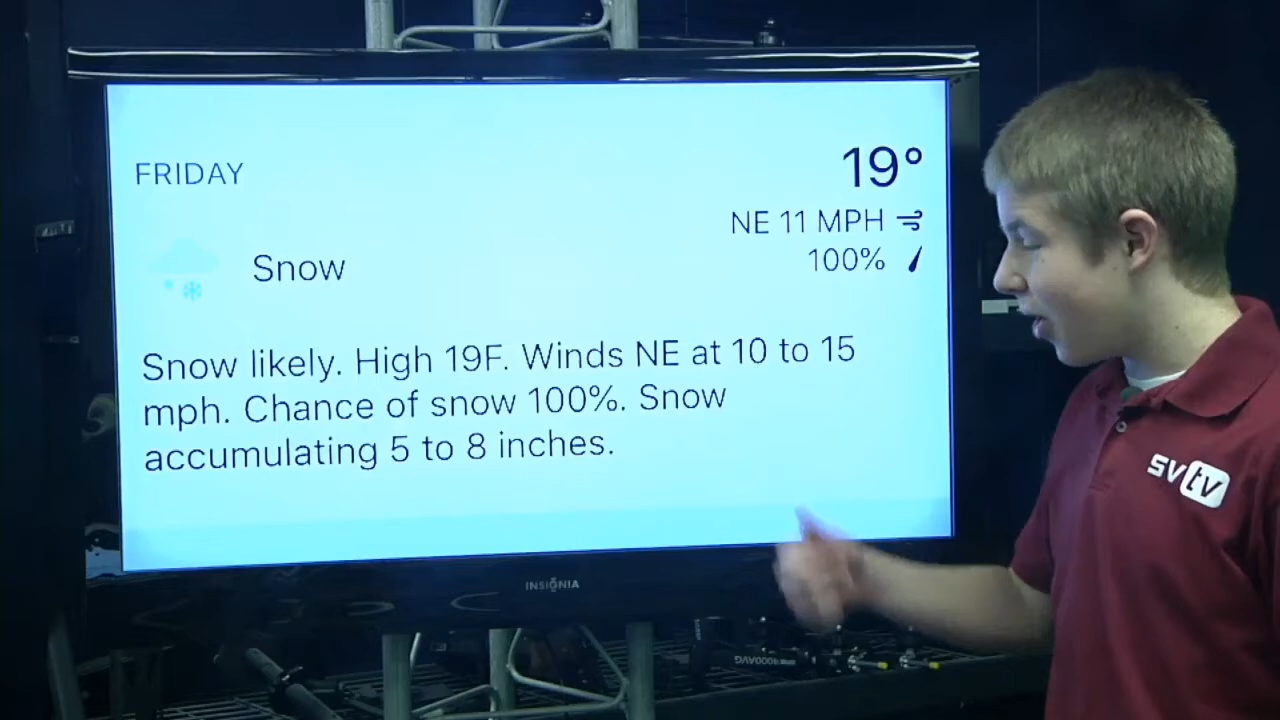 FRIDAY
19°
NE 11 MPH
100%
Snow
Snow likely. High 19F. Winds NE at 10 to 15
mph. Chance of snow 100%. Snow
accumulating 5 to 8 inches.
INSIGNIA
SVtv